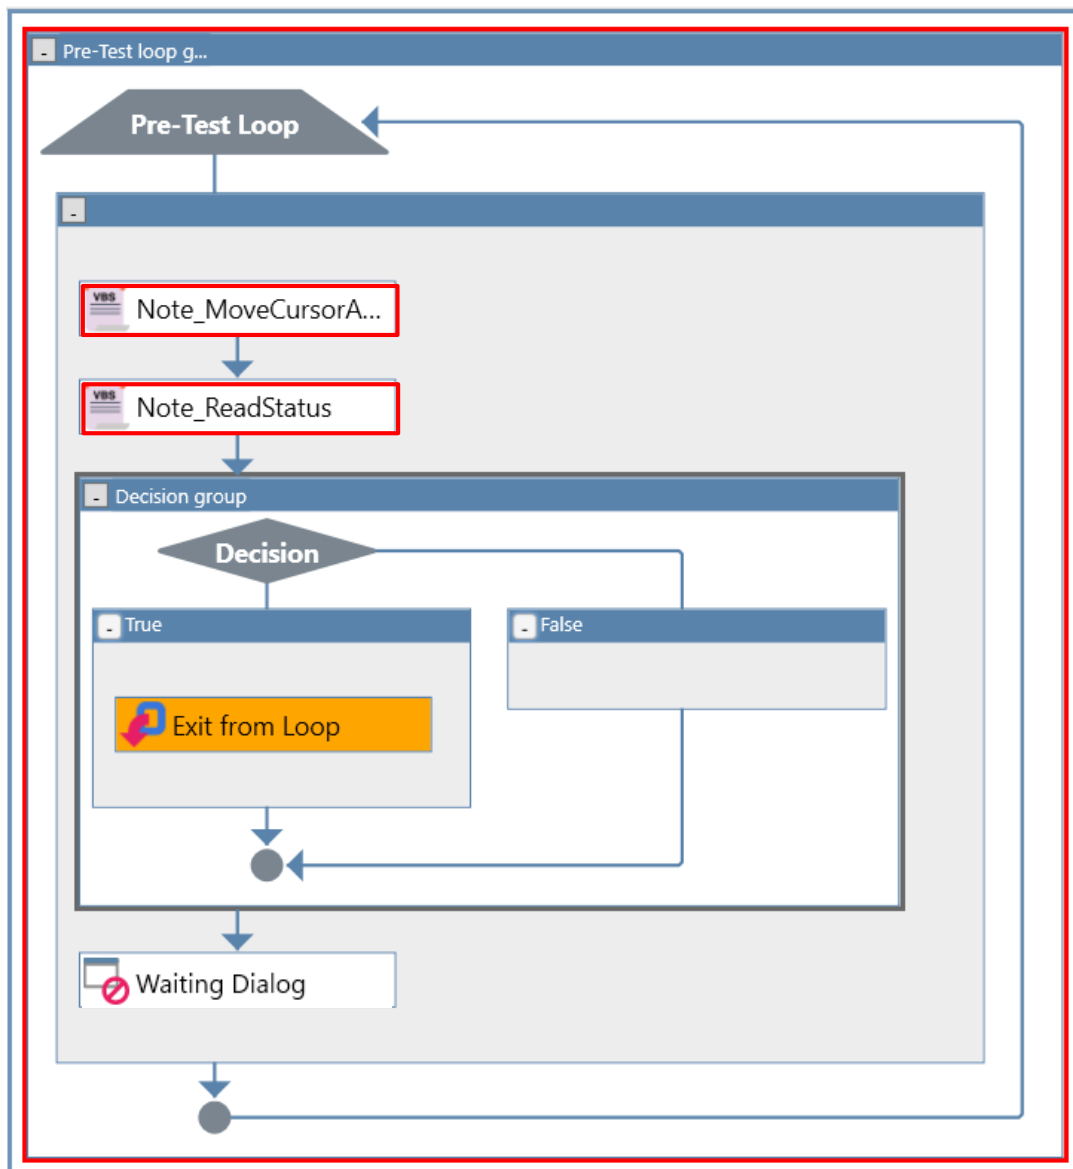 - Pre-Test loop g...
Pre-Test Loop
-
VBS
Note_MoveCursorA...
VBS
Note_ReadStatus
- Decision group
Decision
- True
- False
Exit from Loop
Waiting Dialog